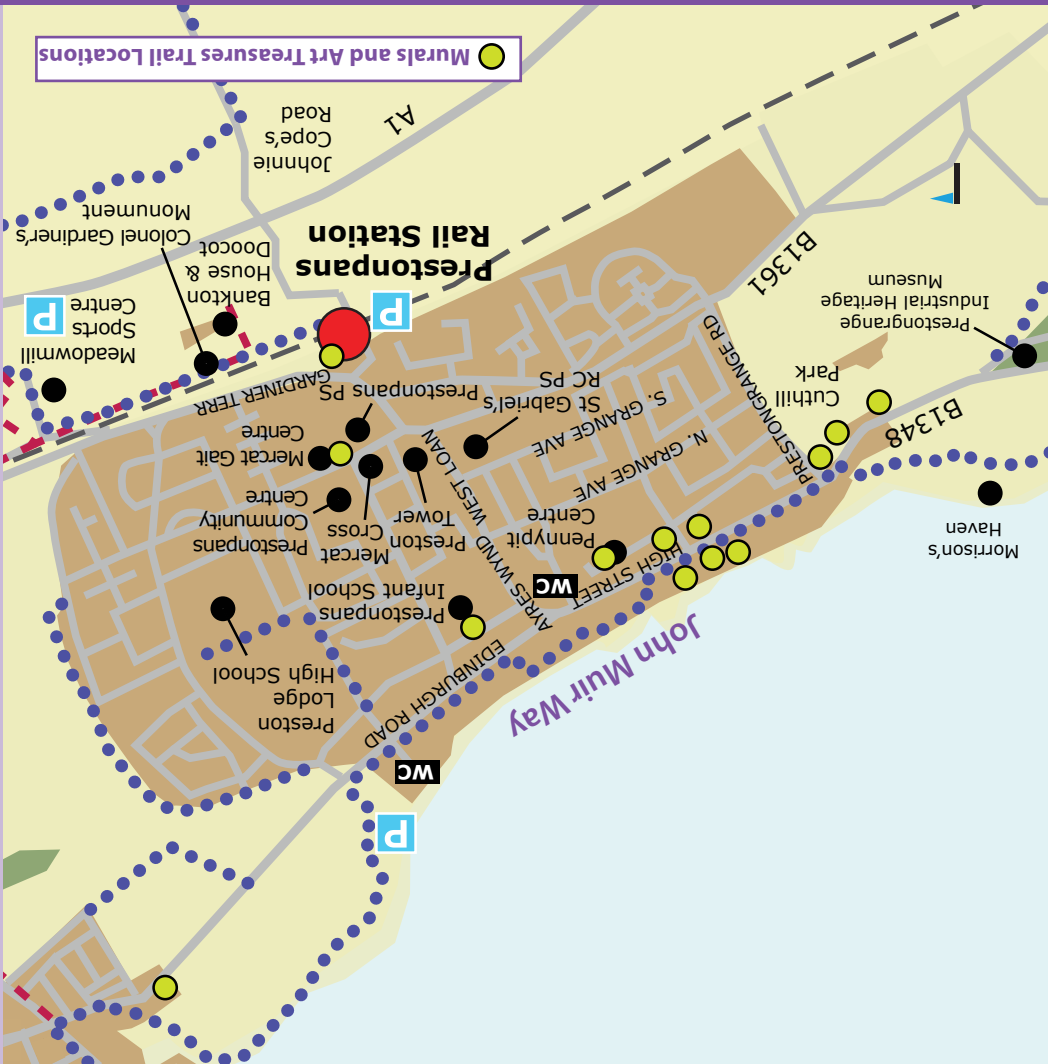 P
WC
Preston
Lodge
High School
EDINBURGH ROAD
John Muir Way
AYRES WYND
WEST LOAN
HIGH STREET
WC
Prestonpans
Infant School
Mercat
Cross
Preston
Tower
Pennypit
Centre
Morrison's
Haven
Prestonpans
Community
Centre
Mercat Gait
Centre
N. GRANGE AVE
S. GRANGE AVE
PRESTONGRANGE RD
B1348
Cuthill
Park
St Gabriel's
RC PS
Prestonpans PS
GARDINER TERR
Meadowmill
Sports
Centre
P
P
Prestongrange
Industrial Heritage
Museum
B1361
Bankton
House &
Doocot
Prestonpans
Rail Station
Colonel Gardiner's
Monument
Johnnie
Cope's
Road
A1
Murals and Art Treasures Trail Locations